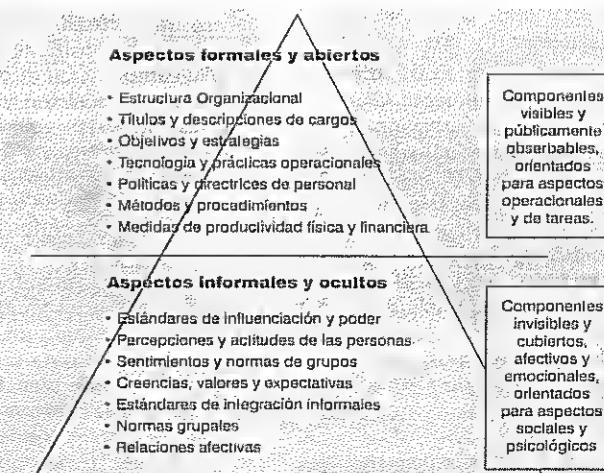 Aspectos formales y abiertos
• Estructura Organizacional
• Títulos y descripciones de cargos
• Objetivos y estrategias
• Tecnología y prácticas operacionales
• Políticas y directrices de personal
• Métodos y procedimientos
• Medidas de productividad física y financiera
Componentes
visibles y
públicamente
obserbables,
orientados
para aspectos
operacionales
y de tareas.
Aspectos informales y ocultos
• Estándares de influenciación y poder
• Percepciones y actitudes de las personas
• Sentimientos y normas de grupos
• Creencias, valores y expectativas
• Estándares de integración informales
• Normas grupales
• Relaciones afectivas
Componentes
invisibles y
cubiertos,
afectivos y
emocionales,
orientados
para aspectos
sociales y
psicológicos